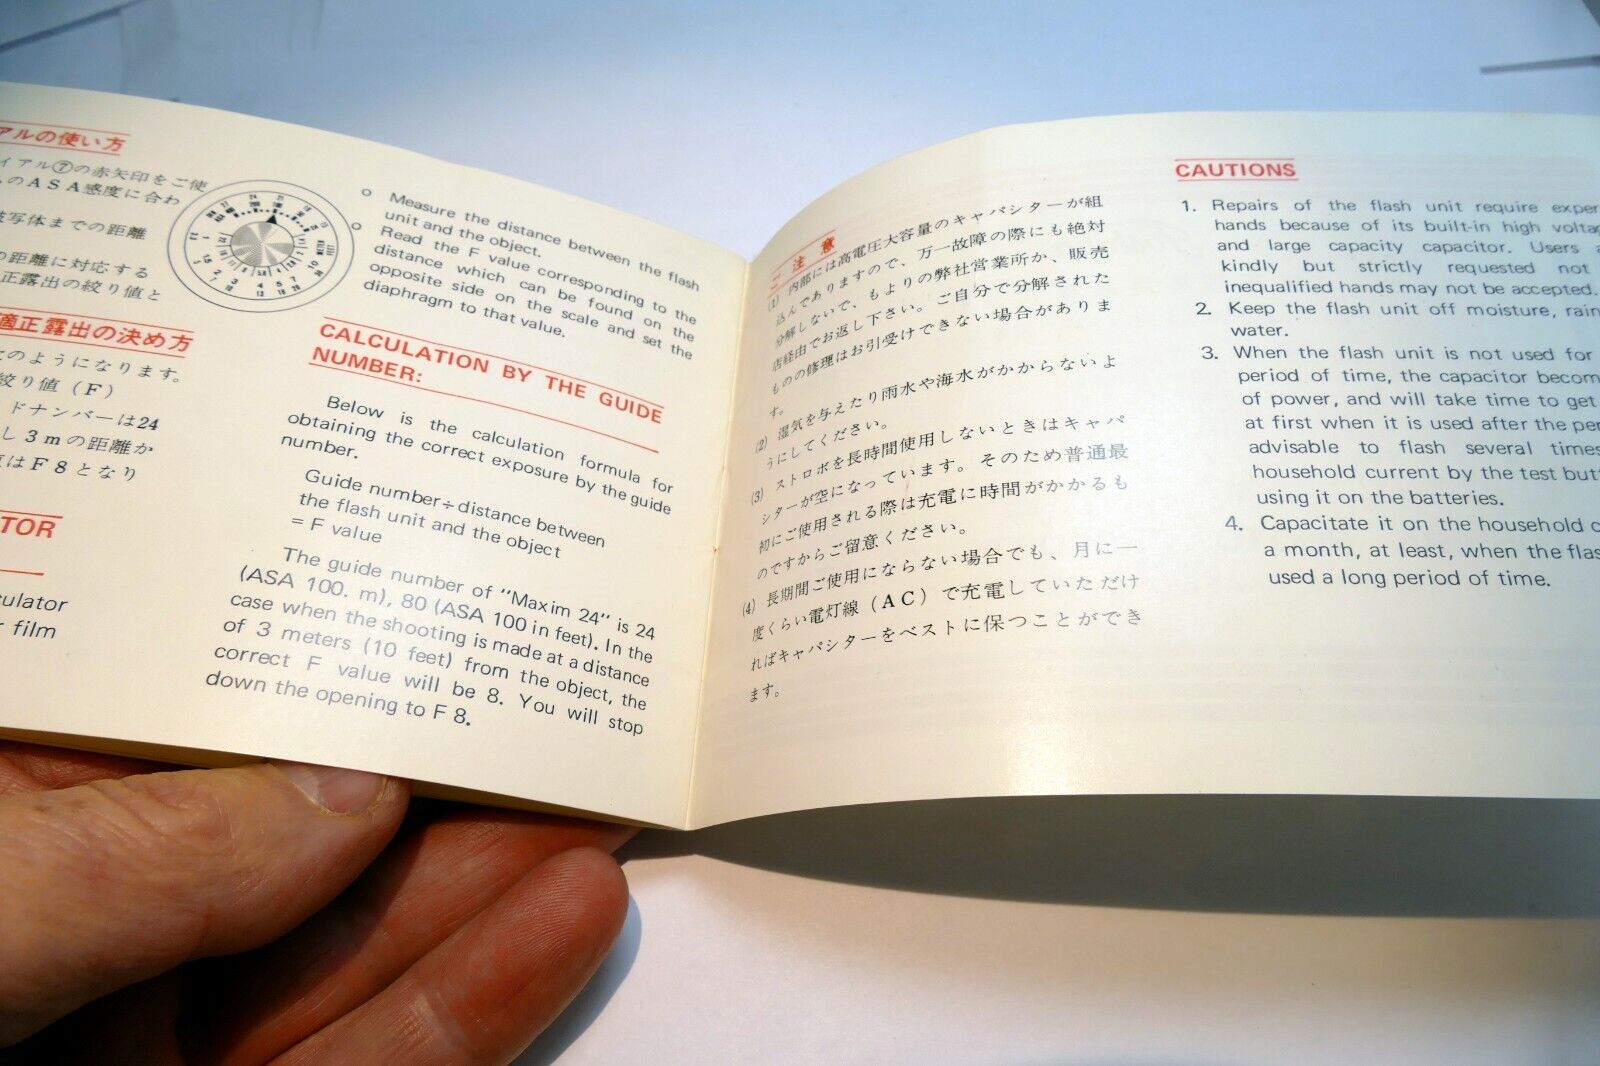 アルの使い方
イアル⑦の赤矢印をご使
のASA感度に合わ
写体までの距離
の距離に対応する
正露出の絞り値と
適正露出の決め方
のようになります。
絞り値(F)
ドナンバーは24
し3mの距離か
はF8となり
TOR
culator
r film
o Measure the distance between the flash
unit and the object.
o Read the F value corresponding to the
distance which can be found on the
opposite side on the scale and set the
diaphragm to that value.
CALCULATION BY THE GUIDE
NUMBER:
Below is the calculation formula for
obtaining the correct exposure by the guide
number.
Guide number÷distance between
the flash unit and the object
= F value
The guide number of "Maxim 24" is 24
(ASA 100. m), 80 (ASA 100 in feet). In the
case when the shooting is made at a distance
of 3 meters (10 feet) from the object, the
correct F value will be 8. You will stop
down the opening to F 8.
ご注意
(1) 内部には高電圧大容量のキャパシターが組
込んでありますので、万一故障の際にも絶対
分解しないで、もよりの弊社営業所か、販売
店経由でお返し下さい。ご自分で分解された
ものの修理はお引受けできない場合がありま
す。
(2) 湿気を与えたり雨水や海水がかからないよ
うにしてください。
(3) ストロボを長時間使用しないときはキャパ
シターが空になっています。そのため普通最
初にご使用される際は充電に時間がかかるも
のですからご留意ください。
(4) 長期間ご使用にならない場合でも、月に一
度くらい電灯線(AC)で充電していただけ
ればキャパシターをベストに保つことができ
ます。
CAUTIONS
1. Repairs of the flash unit require exper
hands because of its built-in high voltag
and large capacity capacitor. Users a
kindly but strictly requested not
inequalified hands may not be accepted.
2. Keep the flash unit off moisture, rain
water.
3. When the flash unit is not used for
period of time, the capacitor becom
of power, and will take time to get
at first when it is used after the per
advisable to flash several times
household current by the test butt
using it on the batteries.
4. Capacitate it on the household c
a month, at least, when the flas
used a long period of time.